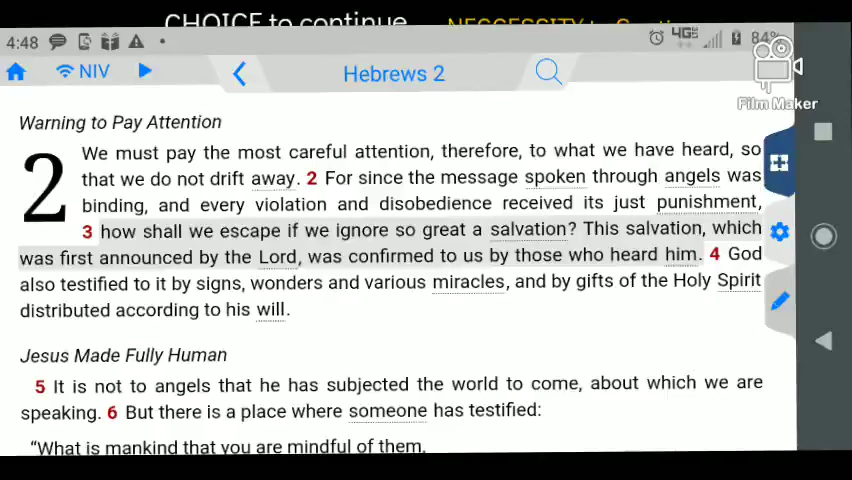 CHOICE to continue
4:48
4G
84%
NIV
Hebrews 2
Film Maker
Warning to Pay Attention
2 We must pay the most careful attention, therefore, to what we have heard, so
that we do not drift away. 2 For since the message spoken through angels was
binding, and every violation and disobedience received its just punishment,
3 how shall we escape if we ignore so great a salvation? This salvation, which
was first announced by the Lord, was confirmed to us by those who heard him. 4 God
also testified to it by signs, wonders and various miracles, and by gifts of the Holy Spirit
distributed according to his will.
Jesus Made Fully Human
5 It is not to angels that he has subjected the world to come, about which we are
speaking. 6 But there is a place where someone has testified:
“What is mankind that you are mindful of them,